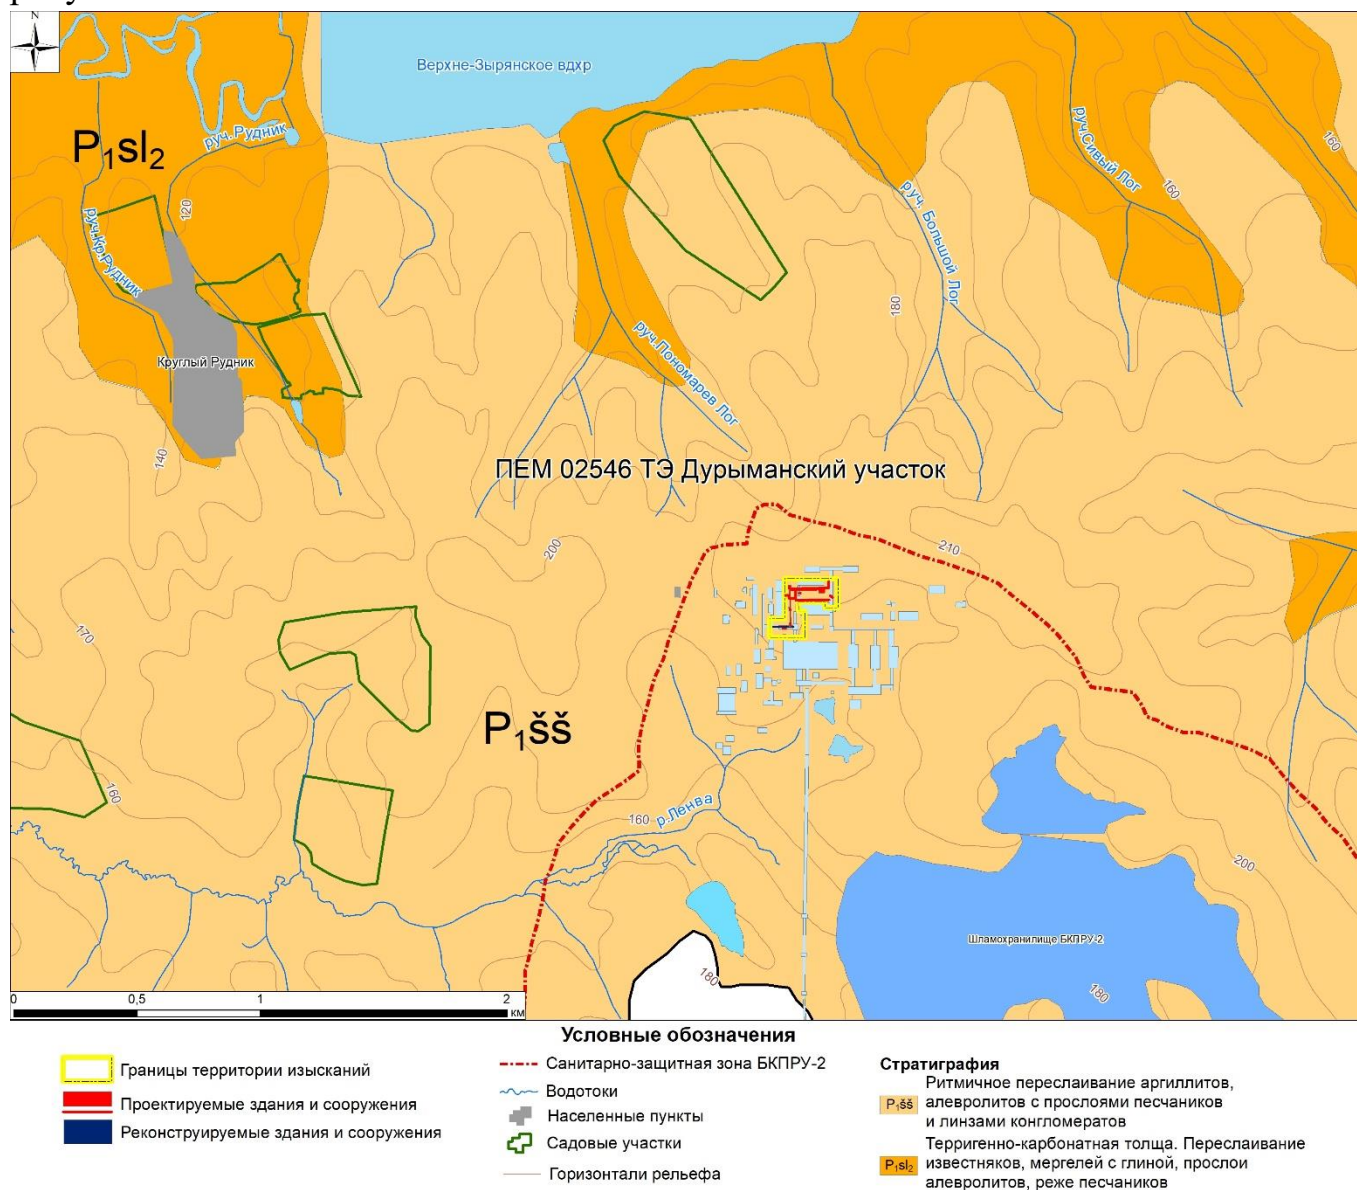 N
Верхне-Зырянское вдхр
руч. Рудник
P₁sl₂
руч.Сивый Лог
160
160
руч. Большой Лог
120
руч.Кр.Рудник
180
руч.Пономарев Лог
Круглый Рудник
140
ПЕМ 02546 ТЭ Дурыманский участок
200
210
170
P₁šš
160
160
р.Ленва
200
Шламохранилище БКПРУ-2
180
180
0 0,5 1 2
км
Условные обозначения
Границы территории изысканий
Проектируемые здания и сооружения
Реконструируемые здания и сооружения
Санитарно-защитная зона БКПРУ-2
Водотоки
Населенные пункты
Садовые участки
Горизонтали рельефа
Стратиграфия
P₁šš
Ритмичное переслаивание аргиллитов,
алевролитов с прослоями песчаников
и линзами конгломератов
P₁sl₂
Терригенно-карбонатная толща. Переслаивание
известняков, мергелей с глиной, прослои
алевролитов, реже песчаников